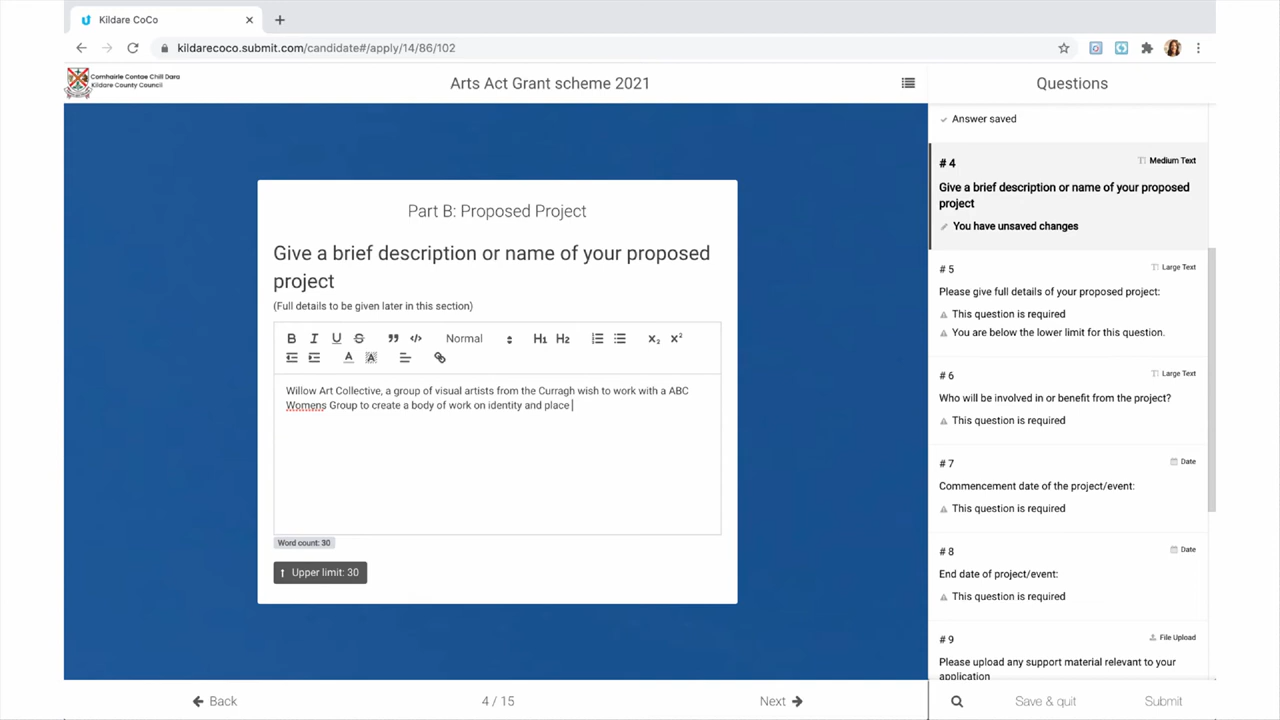 Kildare CoCo
kildarecoco.submit.com/candidate#/apply/14/86/102
Comhairle Contae Chill Dara
Kildare County Council
Arts Act Grant scheme 2021
Part B: Proposed Project
Give a brief description or name of your proposed
project
(Full details to be given later in this section)
B I U S ” </> Normal H1 H2 X₂ X²
A A
Willow Art Collective, a group of visual artists from the Curragh wish to work with a ABC
Womens Group to create a body of work on identity and place
Word count: 30
Upper limit: 30
Back
4 / 15
Next
Questions
Answer saved
# 4
Medium Text
Give a brief description or name of your proposed
project
You have unsaved changes
# 5
Large Text
Please give full details of your proposed project:
This question is required
You are below the lower limit for this question.
# 6
Large Text
Who will be involved in or benefit from the project?
This question is required
# 7
Date
Commencement date of the project/event:
This question is required
# 8
Date
End date of project/event:
This question is required
# 9
File Upload
Please upload any support material relevant to your
application
Save & quit
Submit